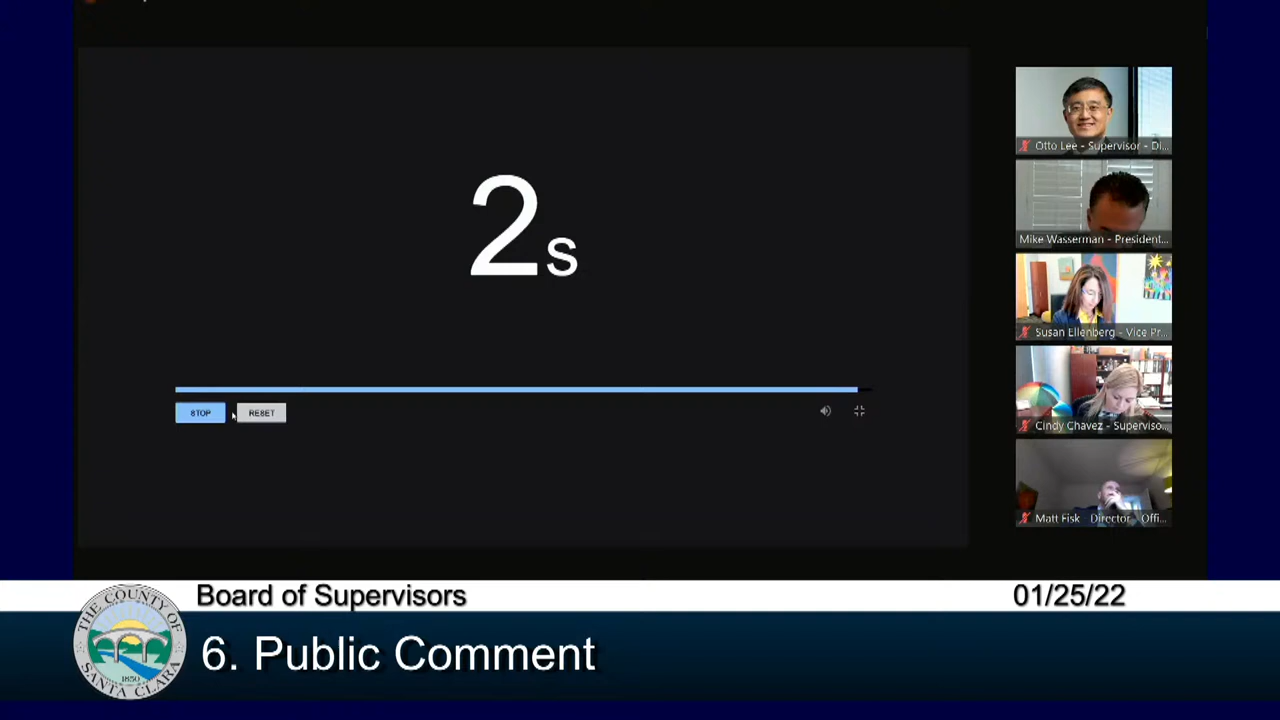 2s
STOP
RESET
Otto Lee - Supervisor - Di...
Mike Wasserman - President...
Susan Ellenberg - Vice Pr...
Cindy Chavez - Superviso...
Matt Fisk Director Offi...
Board of Supervisors
01/25/22
6. Public Comment
THE COUNTY OF
SANTA CLARA
1850